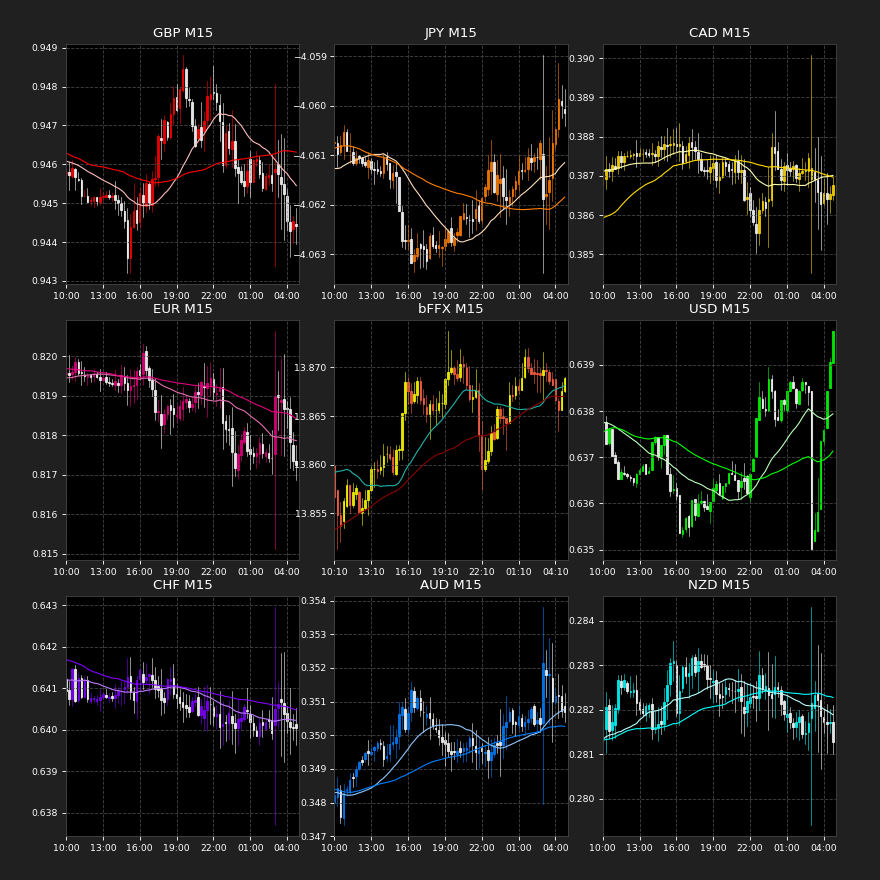 GBP M15
JPY M15
CAD M15
0.949
0.948
0.947
0.946
0.945
0.944
0.943
−4.059
−4.060
−4.061
−4.062
−4.063
0.390
0.389
0.388
0.387
0.386
0.385
10:00 13:00 16:00 19:00 22:00 01:00 04:00
10:00 13:00 16:00 19:00 22:00 01:00 04:00
10:00 13:00 16:00 19:00 22:00 01:00 04:00
EUR M15
bFFX M15
USD M15
0.820
0.819
0.818
0.817
0.816
0.815
13.870
13.865
13.860
13.855
0.639
0.638
0.637
0.636
0.635
10:00 13:00 16:00 19:00 22:00 01:00 04:00
10:10 13:10 16:10 19:10 22:10 01:10 04:10
10:00 13:00 16:00 19:00 22:00 01:00 04:00
CHF M15
AUD M15
NZD M15
0.643
0.642
0.641
0.640
0.639
0.638
0.354
0.353
0.352
0.351
0.350
0.349
0.348
0.347
0.284
0.283
0.282
0.281
0.280
10:00 13:00 16:00 19:00 22:00 01:00 04:00
10:00 13:00 16:00 19:00 22:00 01:00 04:00
10:00 13:00 16:00 19:00 22:00 01:00 04:00